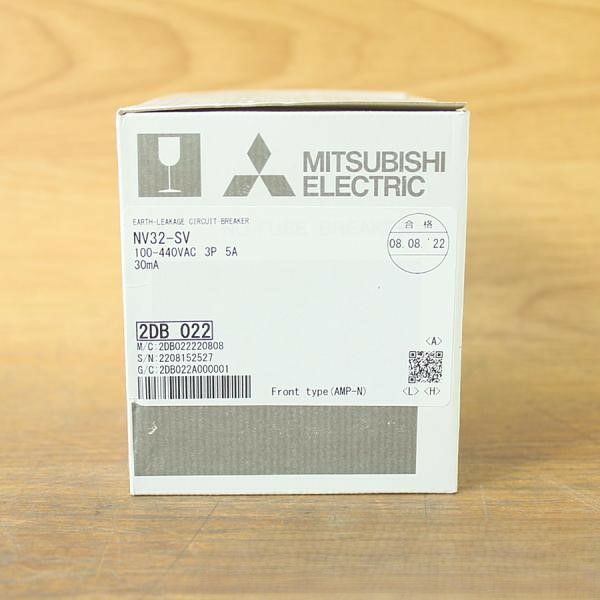 MITSUBISHI
ELECTRIC
EARTH-LEAKAGE CIRCUIT-BREAKER
NV32-SV
100-440VAC 3P 5A
30mA
合格
08.08.'22
2DB 022
M/C:2DB022220808
S/N:2208152527
G/C:2DB022A000001
Front type(AMP-N)
<A>
<L> <H>